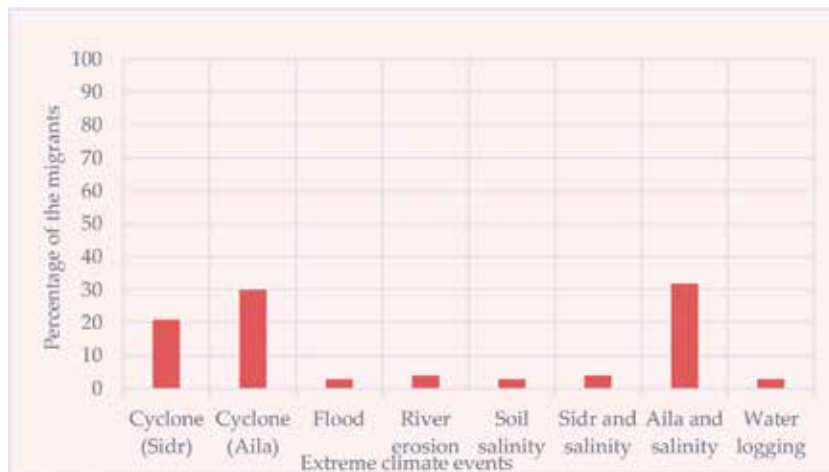 Percentage of the migrants
100
90
80
70
60
50
40
30
20
10
0
Cyclone (Sidr)
Cyclone (Aila)
Flood
River erosion
Soil salinity
Sidr and salinity
Aila and salinity
Water logging
Extreme climate events